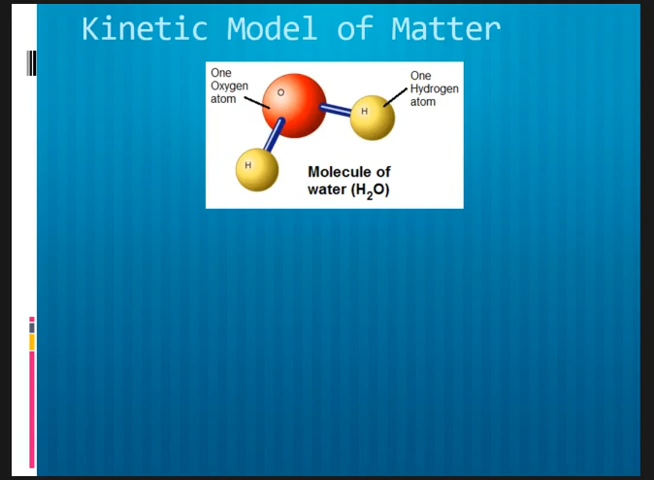 Kinetic Model of Matter
One
Oxygen
atom
One
Hydrogen
atom
O
H
H
Molecule of
water (H₂O)